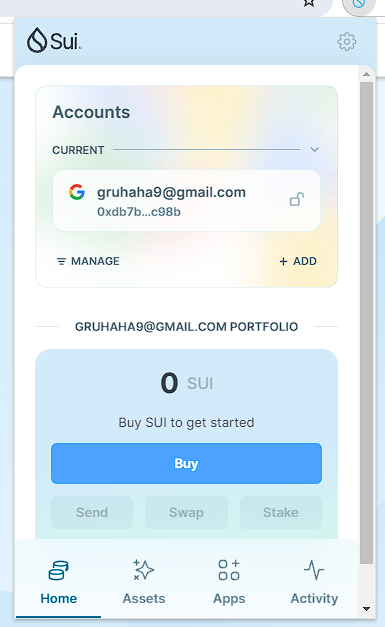 Sui
Accounts
CURRENT
gruhaha9@gmail.com
0xdb7b...c98b
MANAGE
+ ADD
GRUHAHA9@GMAIL.COM PORTFOLIO
0 SUI
Buy SUI to get started
Buy
Send Swap Stake
Home Assets Apps Activity